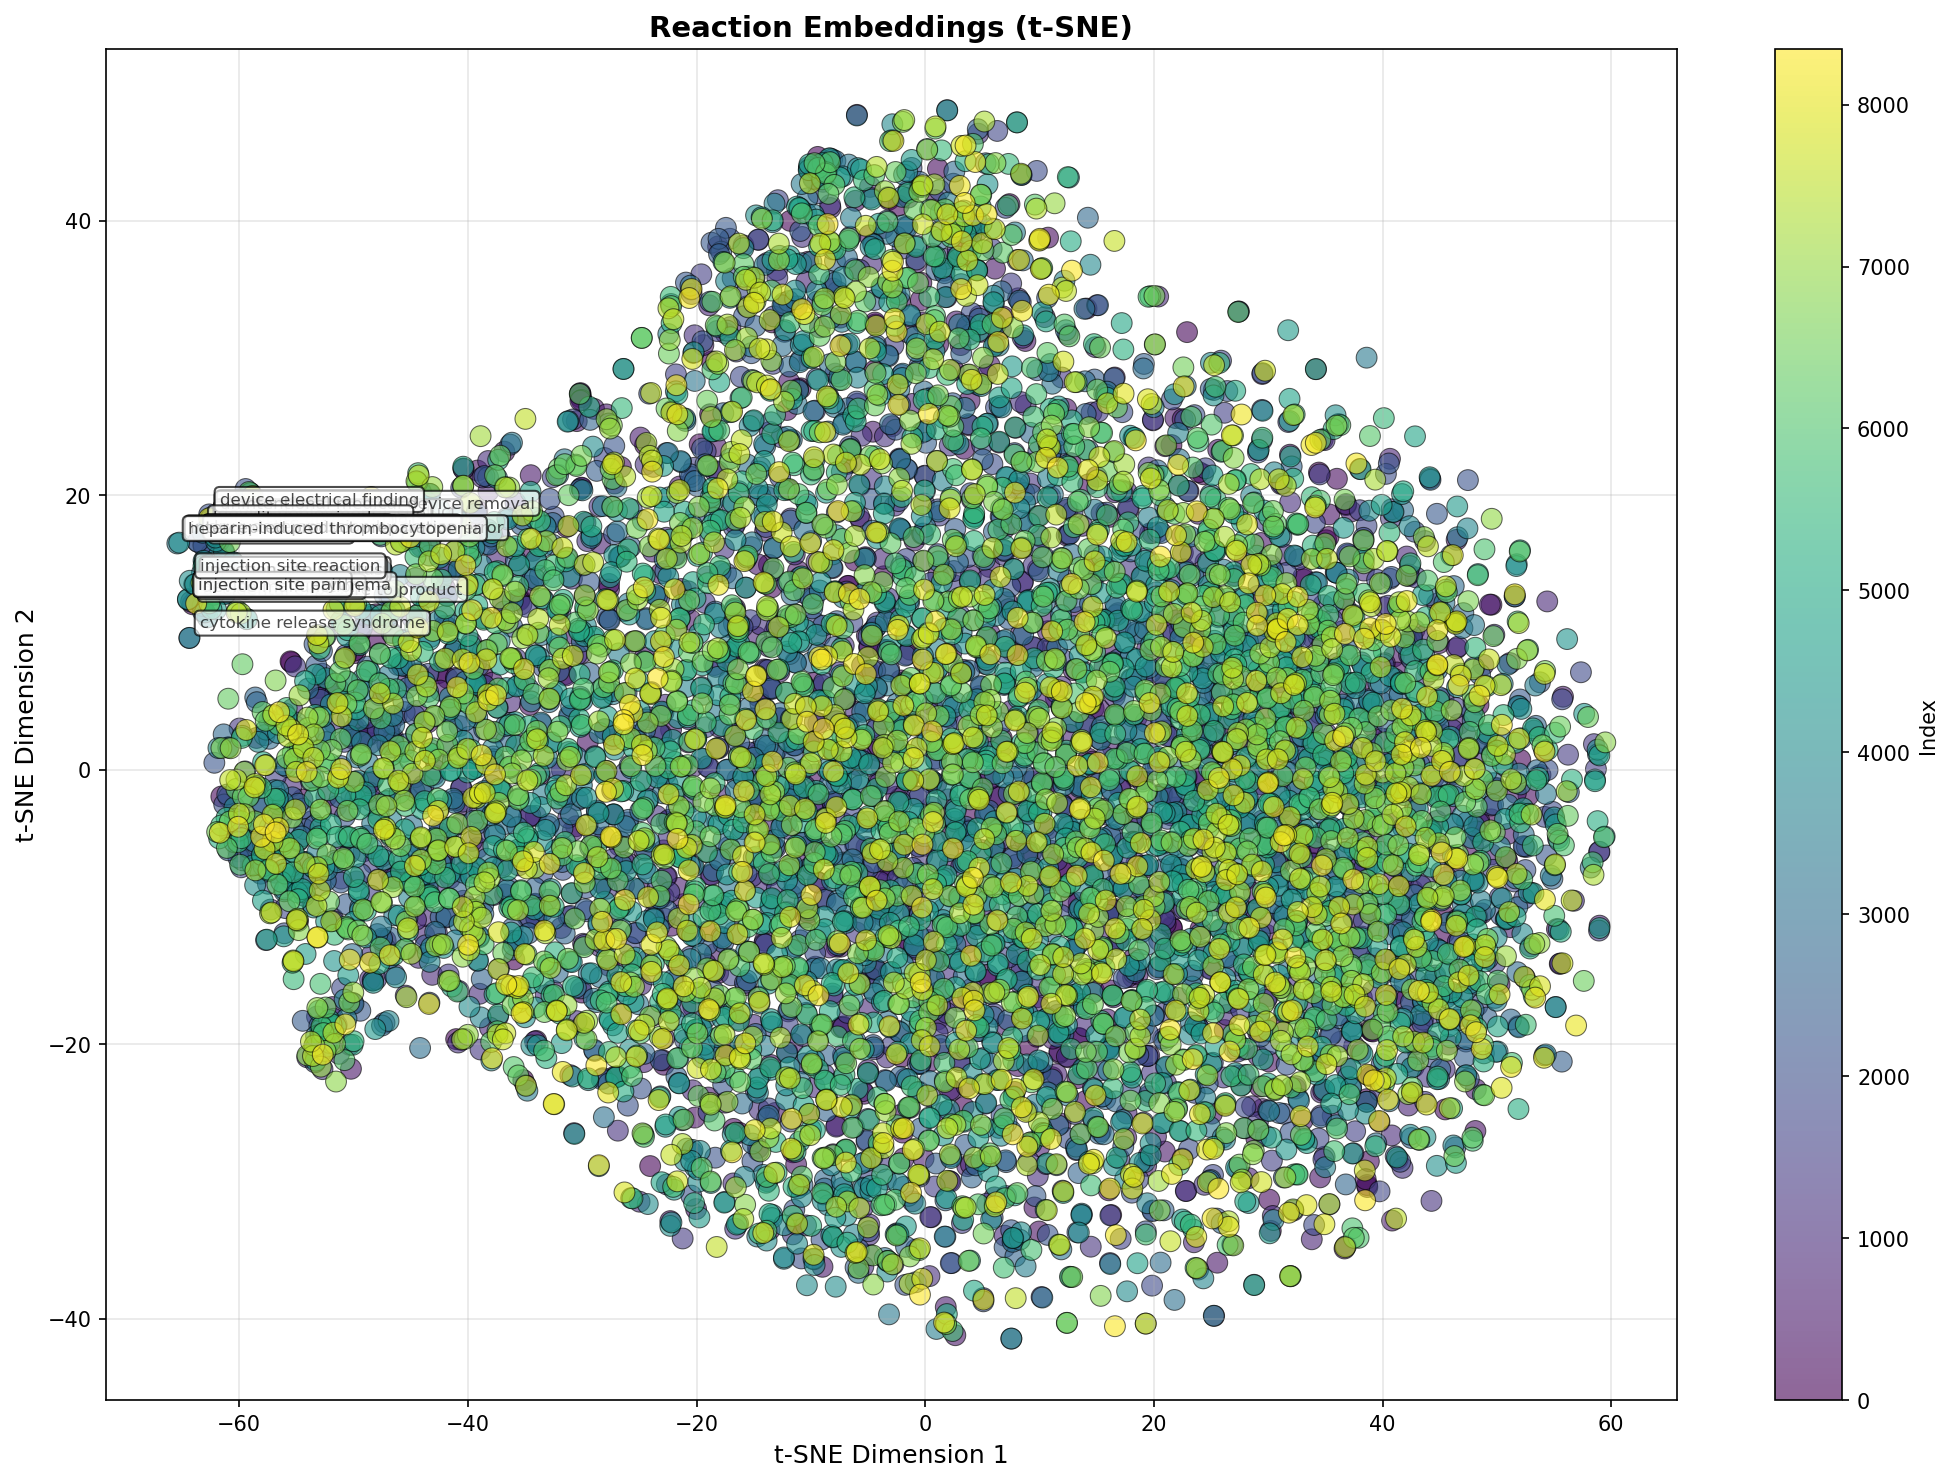 Reaction Embeddings (t-SNE)
t-SNE Dimension 2
40
20
0
−20
−40
device electrical finding
removal
heparin-induced thrombocytopenia
injection site reaction
injection site pain
product
cytokine release syndrome
−60
−40
−20
0
20
40
60
t-SNE Dimension 1
8000
7000
6000
5000
4000
3000
2000
1000
0
Index